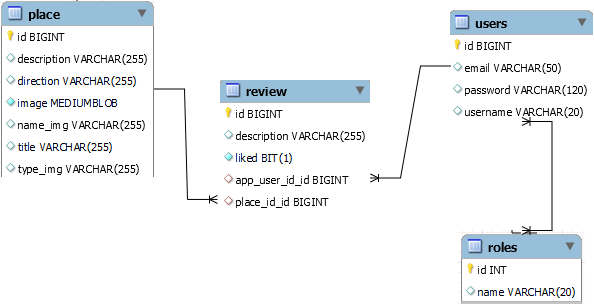 place
id BIGINT
description VARCHAR(255)
direction VARCHAR(255)
image MEDIUMBLOB
name_img VARCHAR(255)
title VARCHAR(255)
type_img VARCHAR(255)
review
id BIGINT
description VARCHAR(255)
liked BIT(1)
app_user_id_id BIGINT
place_id_id BIGINT
users
id BIGINT
email VARCHAR(50)
password VARCHAR(120)
username VARCHAR(20)
roles
id INT
name VARCHAR(20)